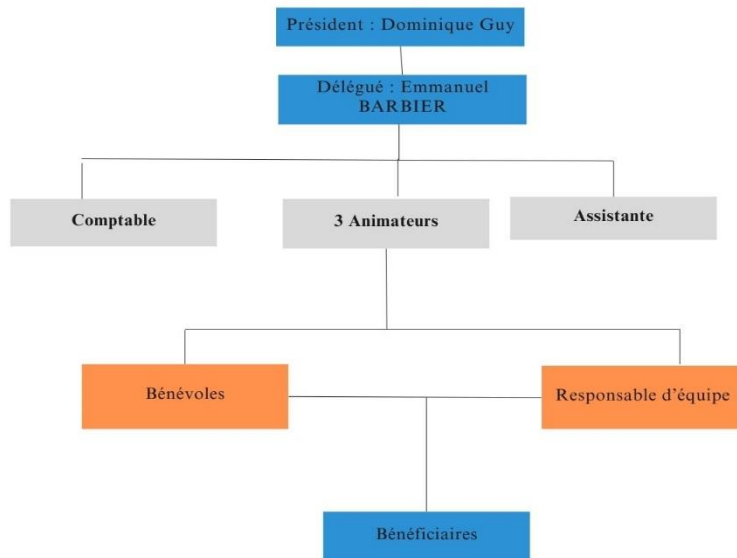 Président : Dominique Guy
Délégué : Emmanuel
BARBIER
Comptable
3 Animateurs
Assistante
Bénévoles
Responsable d'équipe
Bénéficiaires